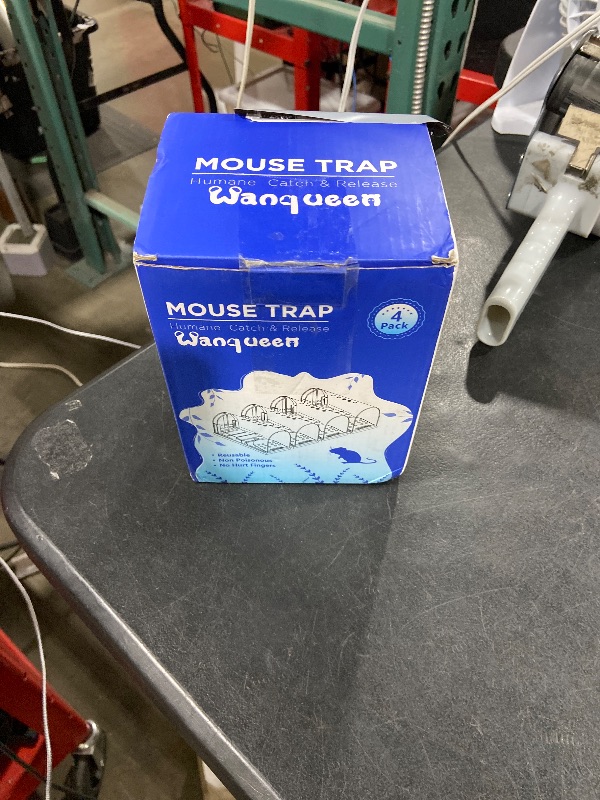 MOUSE TRAP
Humane Catch & Release
Wanqueen
MOUSE TRAP
Humane Catch & Release
Wanqueen
4
Pack
• Reusable
• Non Poisonous
• No Hurt Fingers